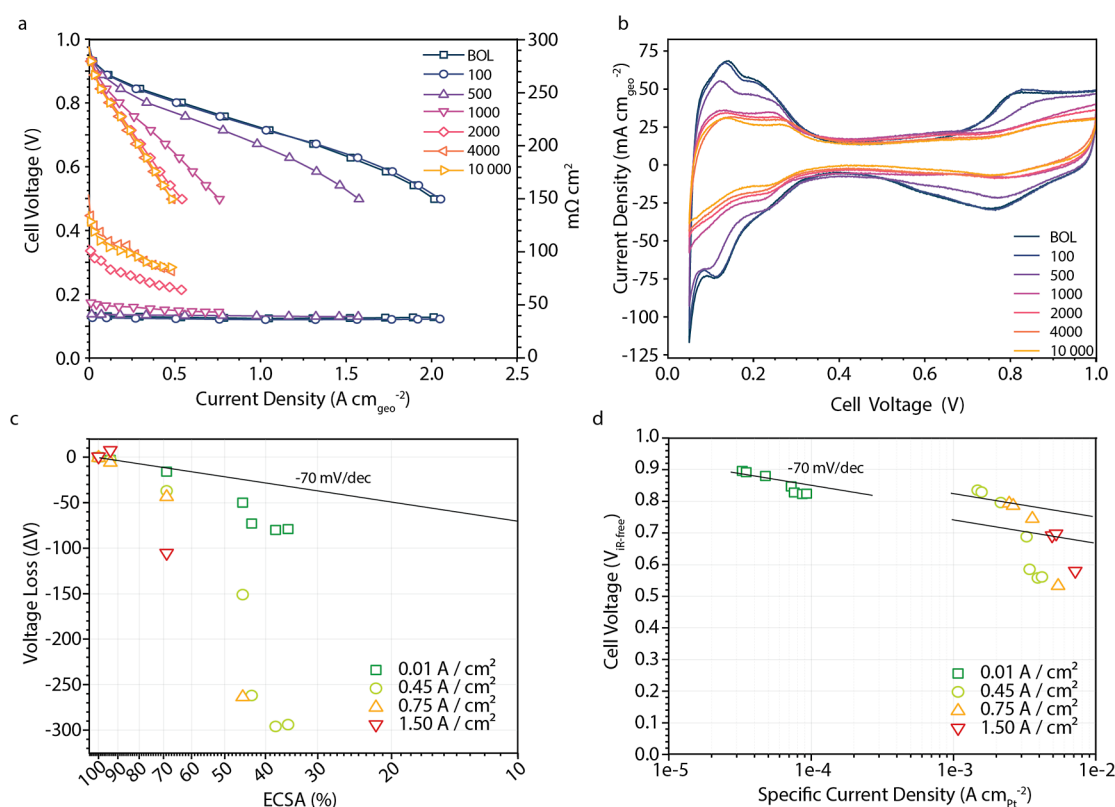 a
Cell Voltage (V)
1.0
0.8
0.6
0.4
0.2
0.0
300
250
200
150
100
50
0
mΩ cm²
BOL
100
500
1000
2000
4000
10 000
0
0.5
1.0
1.5
2.0
2.5
Current Density (A cm_geo^-2)
b
Current Density (mA cm_geo^-2)
75
50
25
0
-25
-50
-75
-100
-125
BOL
100
500
1000
2000
4000
10 000
0
0.2
0.4
0.6
0.8
1.0
Cell Voltage (V)
c
Voltage Loss (ΔV)
0
-50
-100
-150
-200
-250
-300
-70 mV/dec
0.01 A / cm²
0.45 A / cm²
0.75 A / cm²
1.50 A / cm²
100
90
80
70
60
50
40
30
20
10
ECSA (%)
d
Cell Voltage (V_iR-free)
1.0
0.9
0.8
0.7
0.6
0.5
0.4
0.3
0.2
0.1
0.0
-70 mV/dec
0.01 A / cm²
0.45 A / cm²
0.75 A / cm²
1.50 A / cm²
1e-5
1e-4
1e-3
1e-2
Specific Current Density (A cm_Pt^-2)